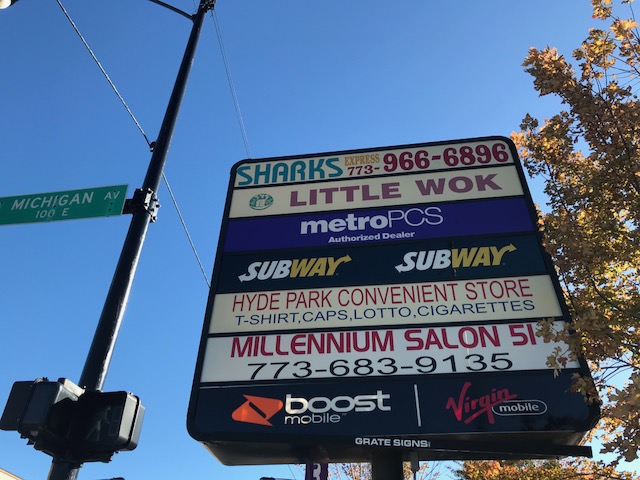 SHARKS EXPRESS 773-966-6896
LITTLE WOK
MICHIGAN AV
100 E
metroPCS
Authorized Dealer
SUBWAY SUBWAY
HYDE PARK CONVENIENT STORE
T-SHIRT,CAPS,LOTTO,CIGARETTES
MILLENNIUM SALON
773-683-9135
boost mobile
Virgin mobile
GRATE SIGNS